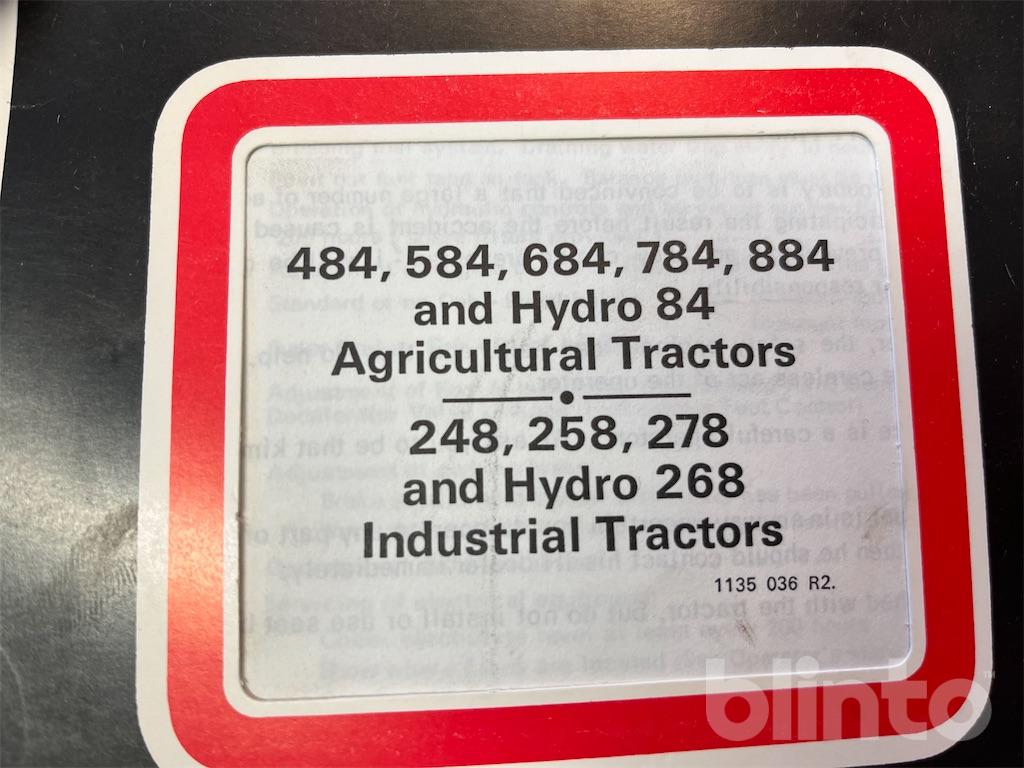 484, 584, 684, 784, 884
and Hydro 84
Agricultural Tractors
248, 258, 278
and Hydro 268
Industrial Tractors
1135 036 R2.
blinto™